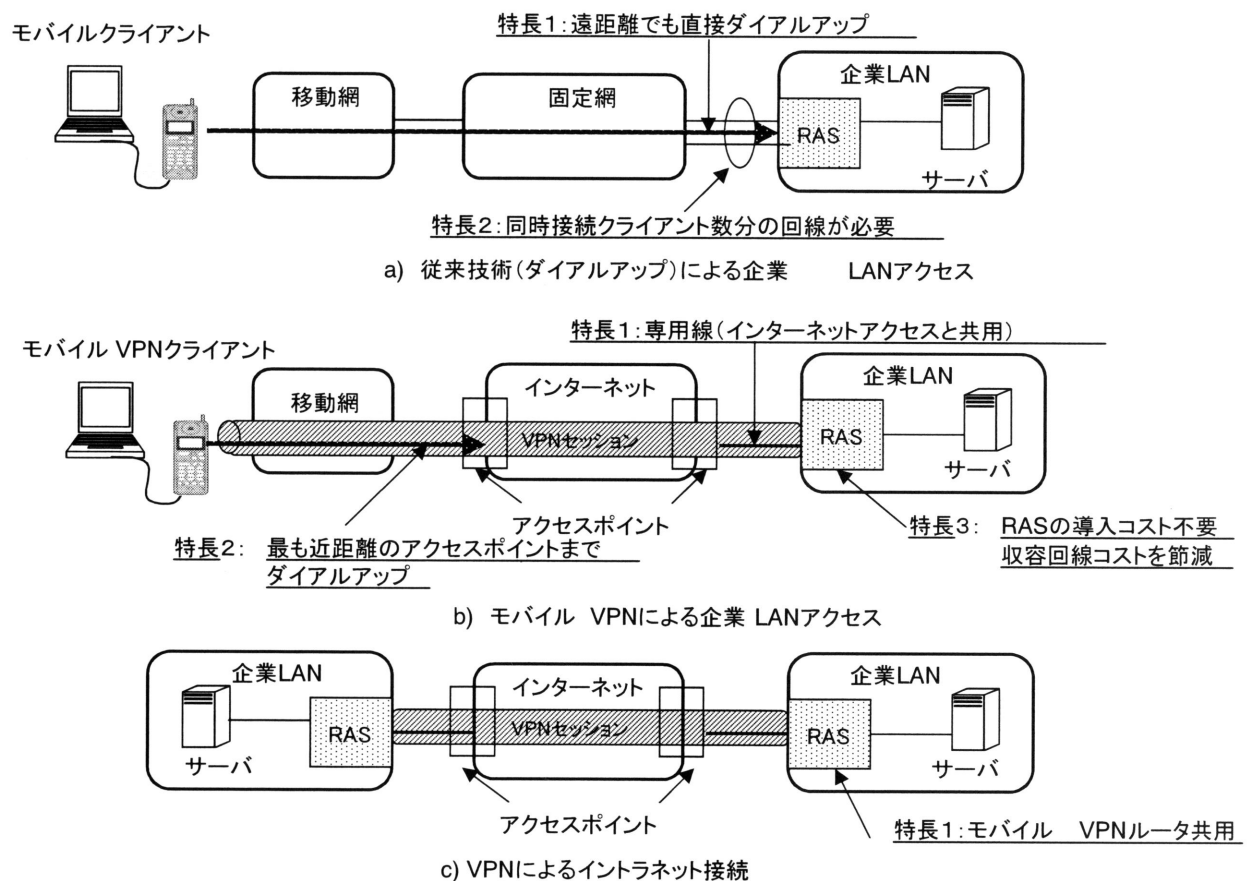 特長1:遠距離でも直接ダイアルアップ
モバイルクライアント
移動網
固定網
企業LAN
RAS
サーバ
特長2:同時接続クライアント数分の回線が必要
a) 従来技術(ダイアルアップ)による企業 LANアクセス
特長1:専用線(インターネットアクセスと共用)
モバイル VPNクライアント
移動網
インターネット
企業LAN
VPNセッション
RAS
サーバ
アクセスポイント
特長2: 最も近距離のアクセスポイントまで
ダイアルアップ
特長3: RASの導入コスト不要
収容回線コストを節減
b) モバイル VPNによる企業 LANアクセス
企業LAN
インターネット
企業LAN
RAS
VPNセッション
RAS
サーバ
サーバ
アクセスポイント
特長1:モバイル VPNルータ共用
c) VPNによるイントラネット接続